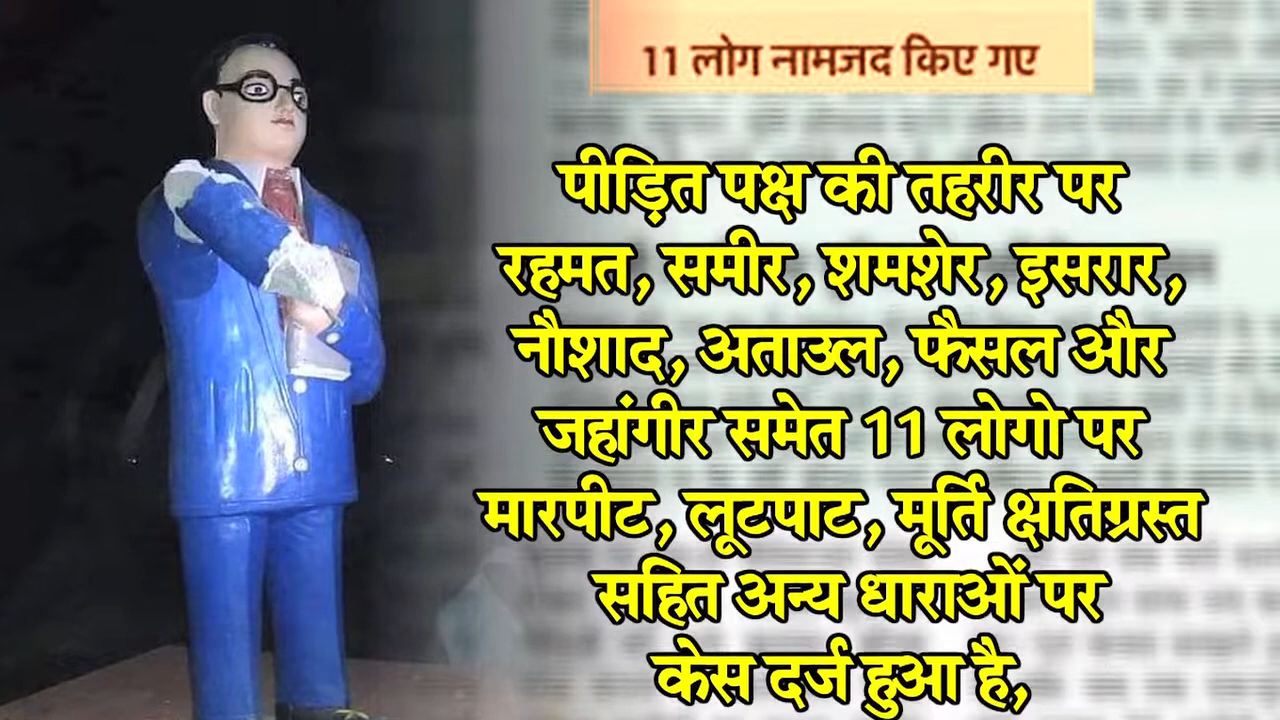 11 लोग नामजद किए गए
पीड़ित पक्ष की तहरीर पर
रहमत, समीर, शमशेर, इसरार,
नौशाद, अताउल, फैसल और
जहांगीर समेत 11 लोगो पर
मारपीट, लूटपाट, मूर्ति क्षतिग्रस्त
सहित अन्य धाराओं पर
केस दर्ज हुआ है,